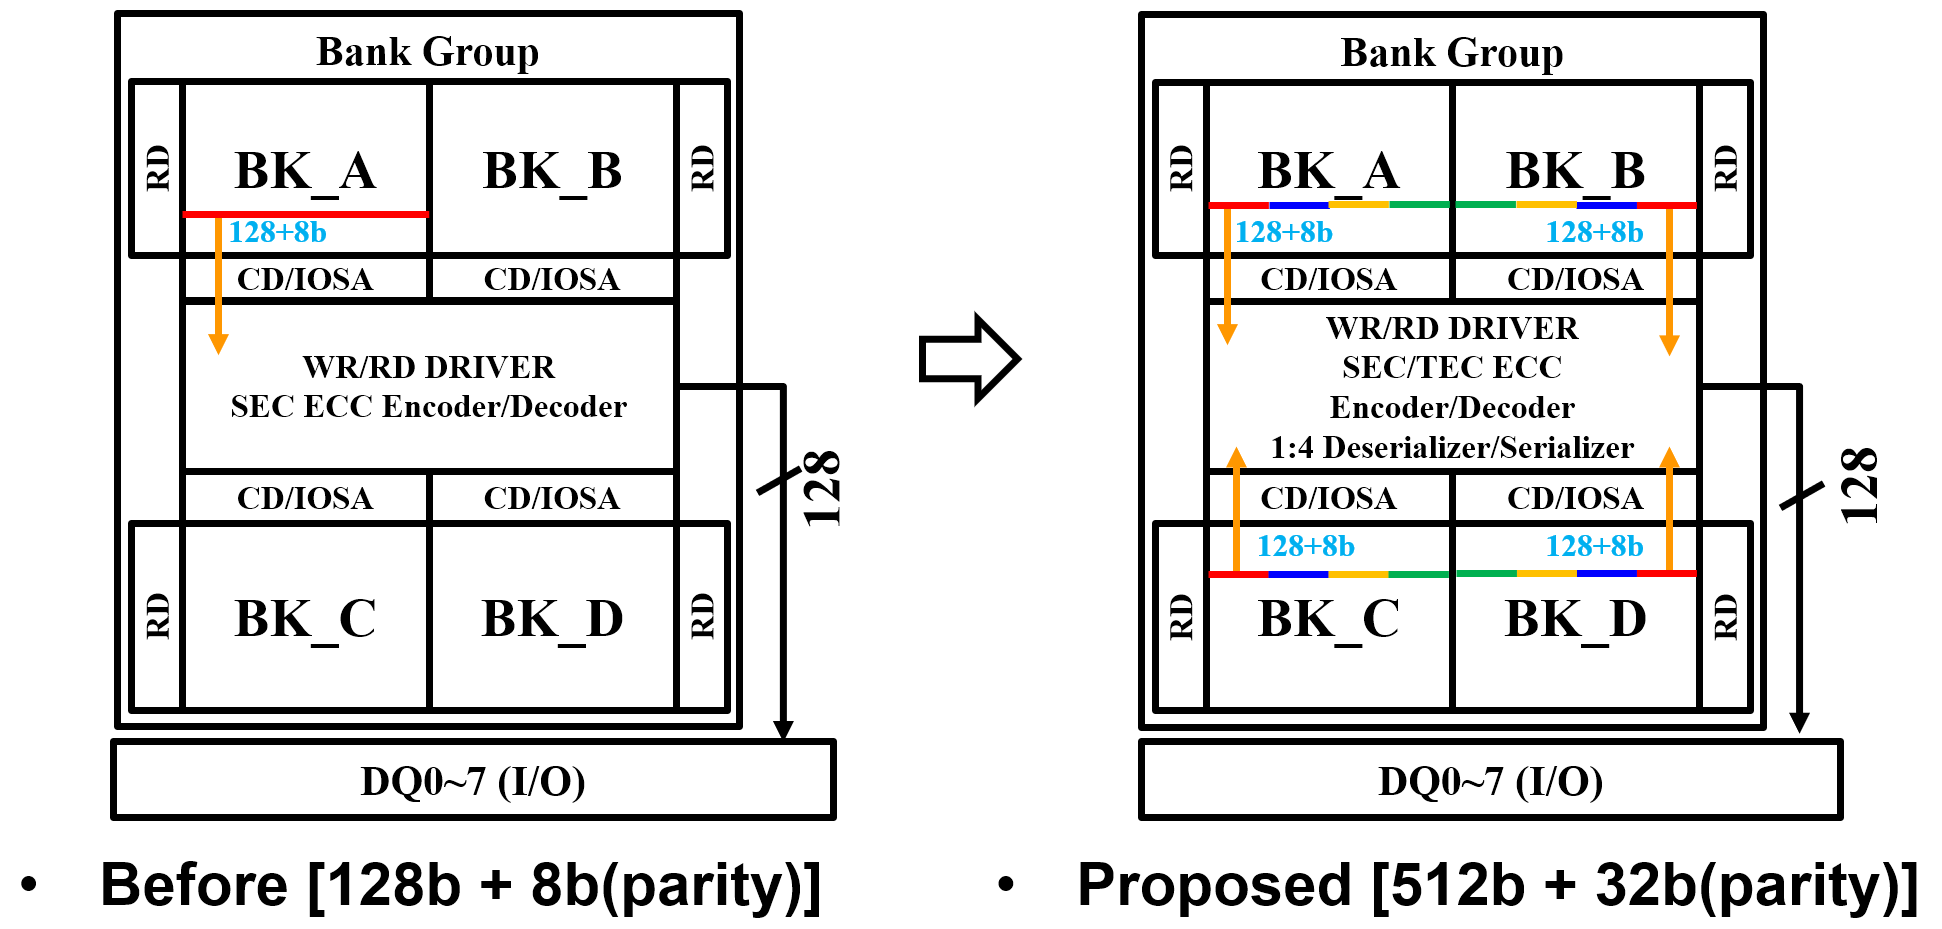 Bank Group
RD
BK_A
BK_B
RD
128+8b
CD/IOSA
CD/IOSA
WR/RD DRIVER
SEC ECC Encoder/Decoder
CD/IOSA
CD/IOSA
RD
BK_C
BK_D
RD
128
DQ0~7 (I/O)
• Before [128b + 8b(parity)]
Bank Group
RD
BK_A
BK_B
RD
128+8b
128+8b
CD/IOSA
CD/IOSA
WR/RD DRIVER
SEC/TEC ECC
Encoder/Decoder
1:4 Deserializer/Serializer
CD/IOSA
CD/IOSA
128+8b
128+8b
RD
BK_C
BK_D
RD
128
DQ0~7 (I/O)
• Proposed [512b + 32b(parity)]